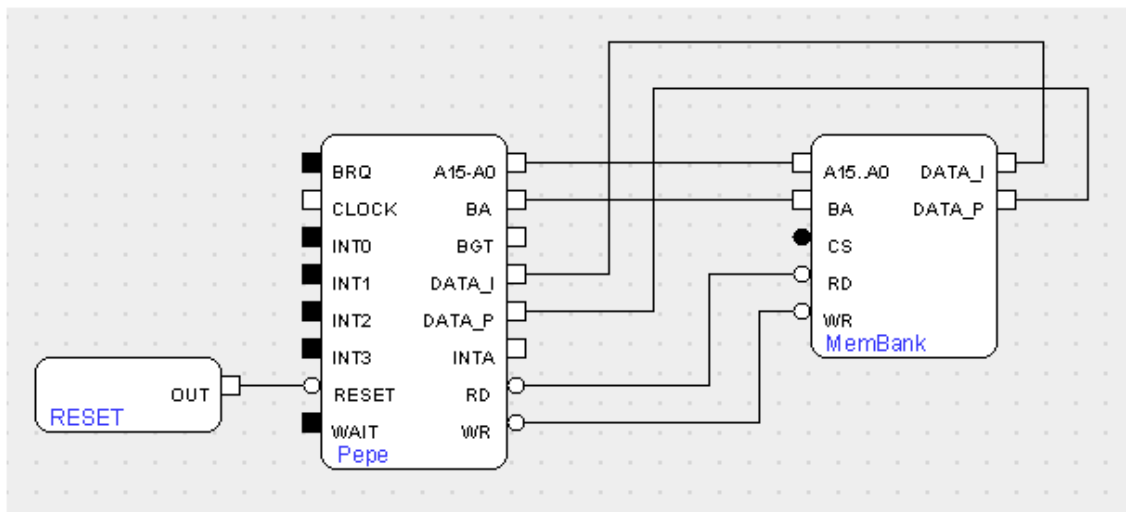 BRQ
CLOCK
INT0
INT1
INT2
INT3
RESET
WAIT
A15-A0
BA
BGT
DATA_I
DATA_P
INTA
RD
WR
Pepe
OUT
RESET
A15..A0
BA
CS
RD
WR
DATA_I
DATA_P
MemBank